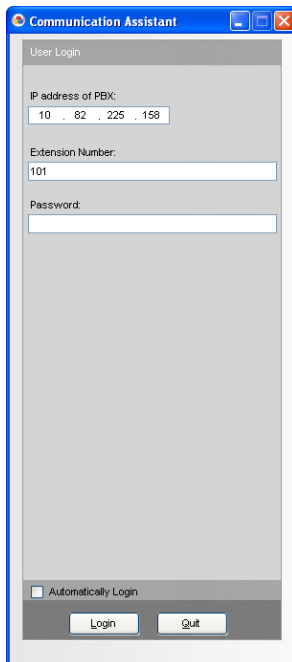 Communication Assistant
User Login
IP address of PBX:
10 . 82 . 225 . 158
Extension Number:
101
Password:
Automatically Login
Login Quit